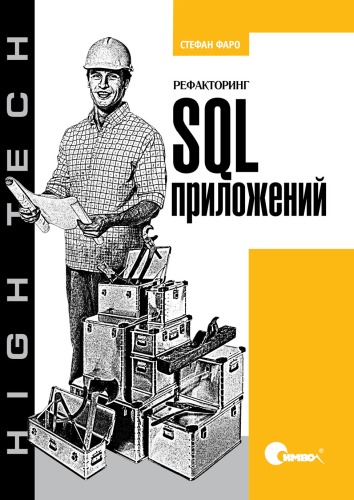 HIGH TECH
СТЕФАН ФАРО
РЕФАКТОРИНГ
SQL
приложений
Символ